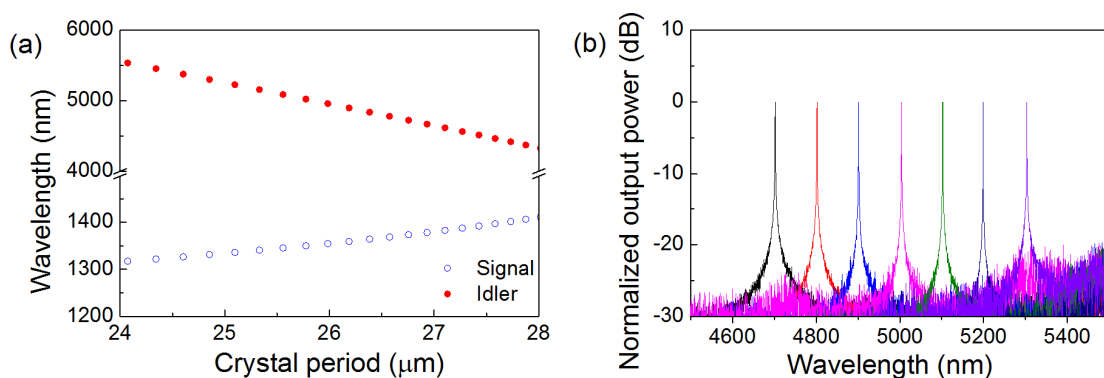 (a)
Wavelength (nm)
6000
5000
4000
1400
1300
1200
Signal
Idler
24 25 26 27 28
Crystal period (μm)
(b)
Normalized output power (dB)
10
0
-10
-20
-30
4600 4800 5000 5200 5400
Wavelength (nm)